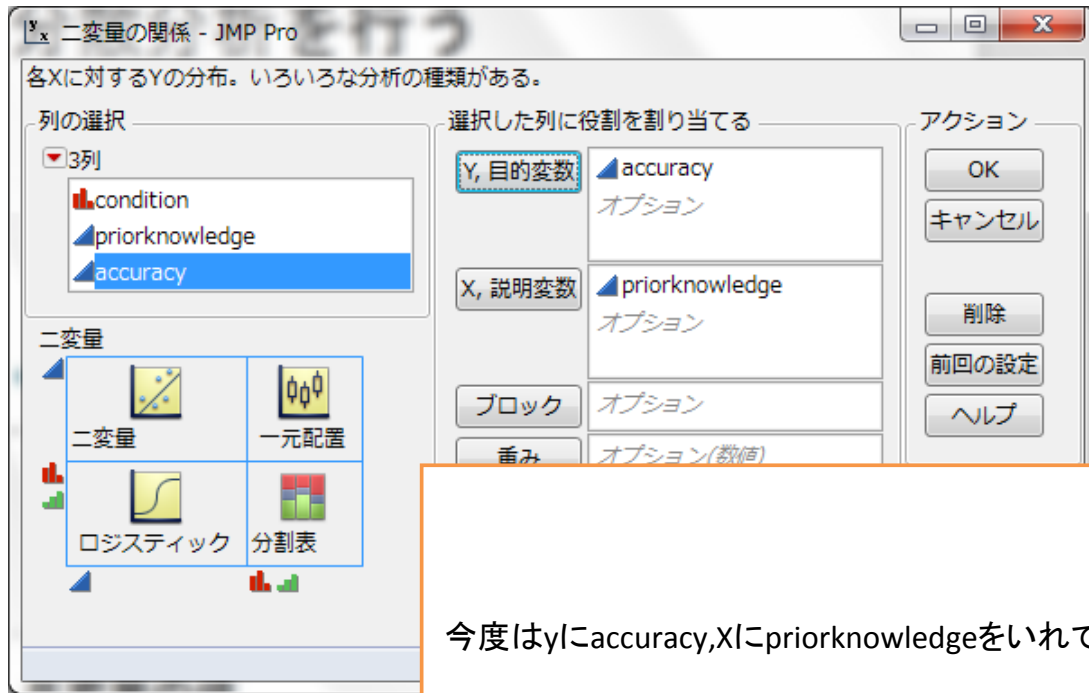 二変量の関係 - JMP Pro
各Xに対するYの分布。いろいろな分析の種類がある。
列の選択
3列
condition
priorknowledge
accuracy
二変量
二変量
一元配置
ロジスティック
分割表
選択した列に役割を割り当てる
Y, 目的変数
accuracy
オプション
X, 説明変数
priorknowledge
オプション
ブロック
オプション
重み
オプション(数値)
アクション
OK
キャンセル
削除
前回の設定
ヘルプ
今度はyにaccuracy,Xにpriorknowledgeをいれて